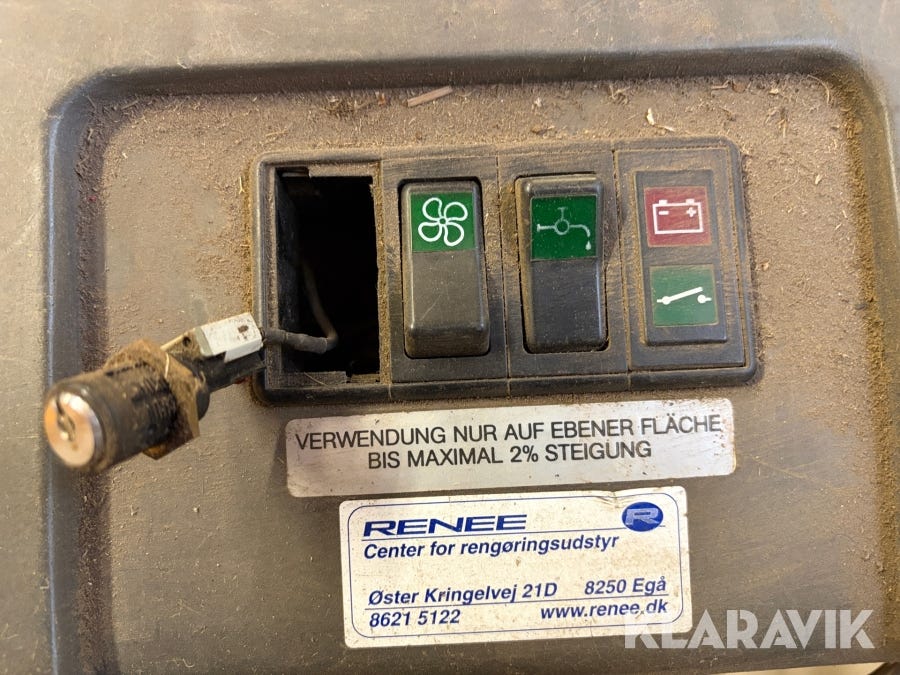 VERWENDUNG NUR AUF EBENER FLÄCHE
BIS MAXIMAL 2% STEIGUNG
RENEE R
Center for rengøringsudstyr
Øster Kringelvej 21D 8250 Egå
8621 5122 www.renee.dk
KLARAVIK